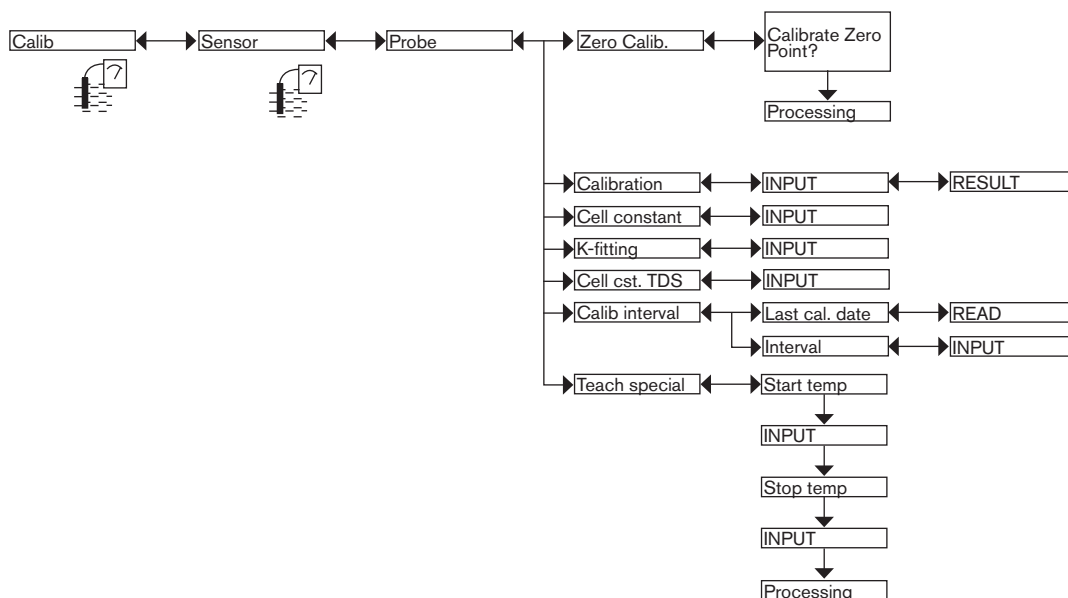 Calib
Sensor
Probe
Zero Calib.
Calibrate Zero
Point?
Processing
Calibration
INPUT
RESULT
Cell constant
INPUT
K-fitting
INPUT
Cell cst. TDS
INPUT
Calib interval
Last cal. date
READ
Interval
INPUT
Teach special
Start temp
INPUT
Stop temp
INPUT
Processing